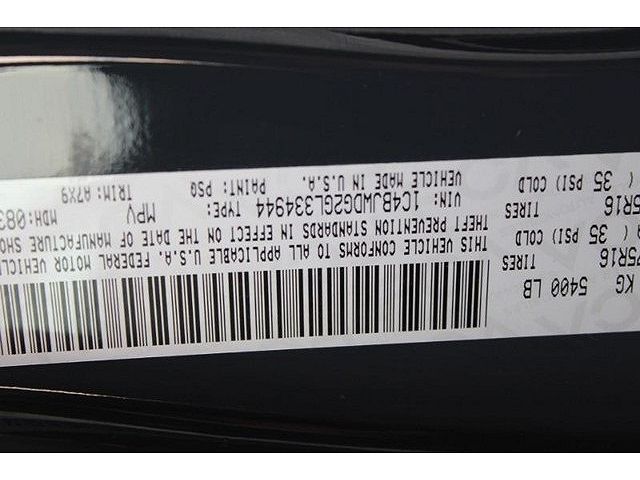 KG 5400 LB
75R16 TIRES
( 35 PSI) COLD
5R16 TIRES
( 35 PSI) COLD
THIS VEHICLE CONFORMS TO ALL APPLICABLE U.S.A. FEDERAL MOTOR VEHICLE
THEFT PREVENTION STANDARDS IN EFFECT ON THE DATE OF MANUFACTURE SHO
VIN: 1C4BJWDG2GL334944 TYPE: MPV MDH: 083
VEHICLE MADE IN U.S.A. PAINT: PSQ TRIM: A7X9